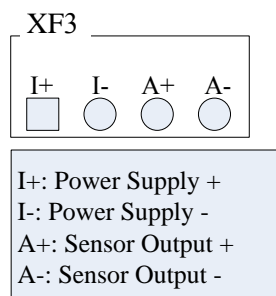 XF3
I+ I- A+ A-
I+: Power Supply +
I-: Power Supply -
A+: Sensor Output +
A-: Sensor Output -